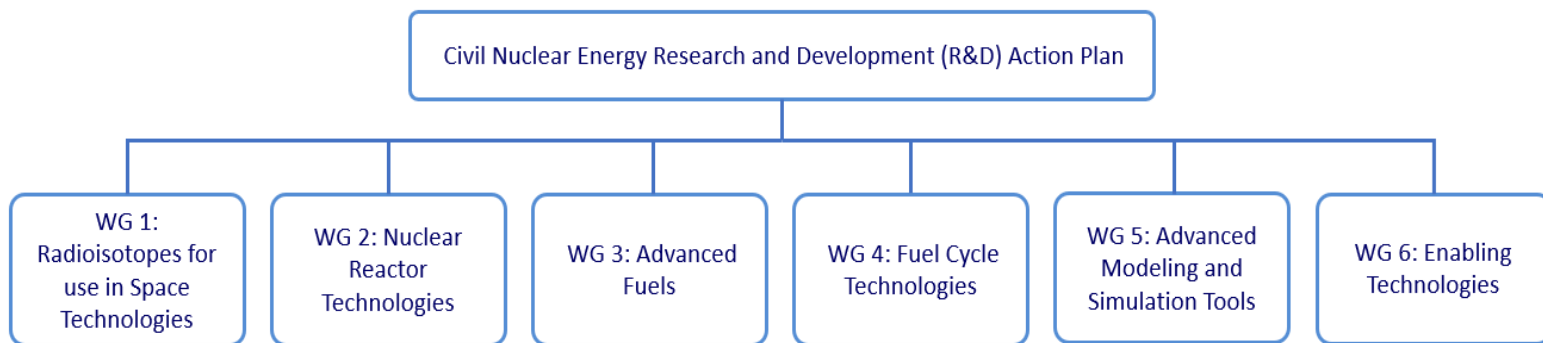 Civil Nuclear Energy Research and Development (R&D) Action Plan
WG 1:
Radioisotopes for
use in Space
Technologies
WG 2: Nuclear
Reactor
Technologies
WG 3: Advanced
Fuels
WG 4: Fuel Cycle
Technologies
WG 5: Advanced
Modeling and
Simulation Tools
WG 6: Enabling
Technologies